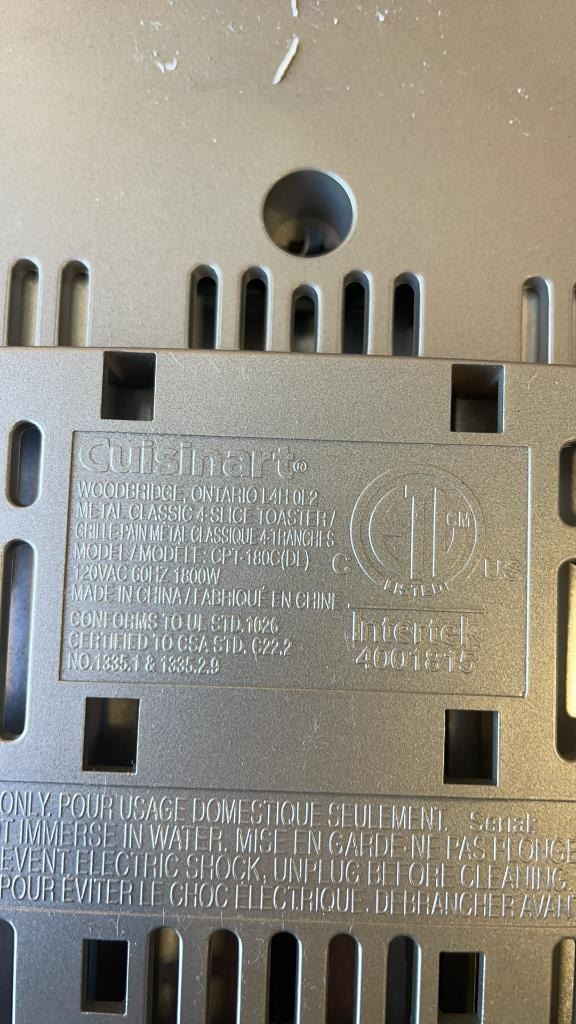 Cuisinart®
WOODBRIDGE, ONTARIO L4H 0L2
METAL CLASSIC 4-SLICE TOASTER/
GRILLE-PAIN MÉTAL CLASSIQUE 4-TRANCHES
MODEL/MODÈLE: CPT-180C(DL)
120VAC 60HZ 1800W
MADE IN CHINA/FABRIQUÉ EN CHINE
CONFORMS TO UL STD.1026
CERTIFIED TO CSA STD. C22.2
NO.1335.1 & 1335.2.9
CM
C US
LISTED
Intertek
4001815
ONLY. POUR USAGE DOMESTIQUE SEULEMENT. Serial:
T IMMERSE IN WATER. MISE EN GARDE-NE PAS PLONGE
EVENT ELECTRIC SHOCK, UNPLUG BEFORE CLEANING.
POUR ÉVITER LE CHOC ÉLECTRIQUE, DÉBRANCHER AVANT